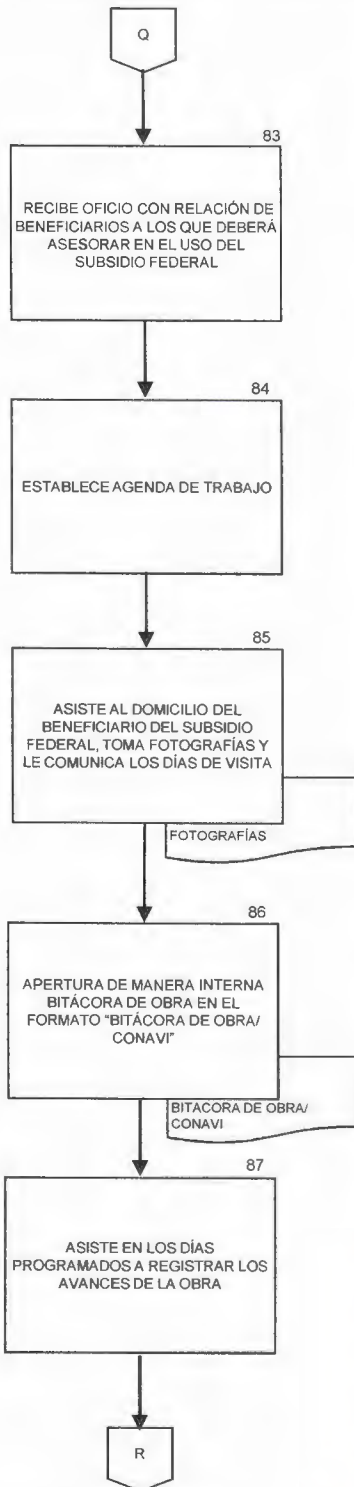 Q
83
RECIBE OFICIO CON RELACIÓN DE
BENEFICIARIOS A LOS QUE DEBERÁ
ASESORAR EN EL USO DEL
SUBSIDIO FEDERAL
84
ESTABLECE AGENDA DE TRABAJO
85
ASISTE AL DOMICILIO DEL
BENEFICIARIO DEL SUBSIDIO
FEDERAL, TOMA FOTOGRAFÍAS Y
LE COMUNICA LOS DÍAS DE VISITA
FOTOGRAFÍAS
86
APERTURA DE MANERA INTERNA
BITÁCORA DE OBRA EN EL
FORMATO "BITÁCORA DE OBRA/
CONAVI"
BITACORA DE OBRA/
CONAVI
87
ASISTE EN LOS DÍAS
PROGRAMADOS A REGISTRAR LOS
AVANCES DE LA OBRA
R